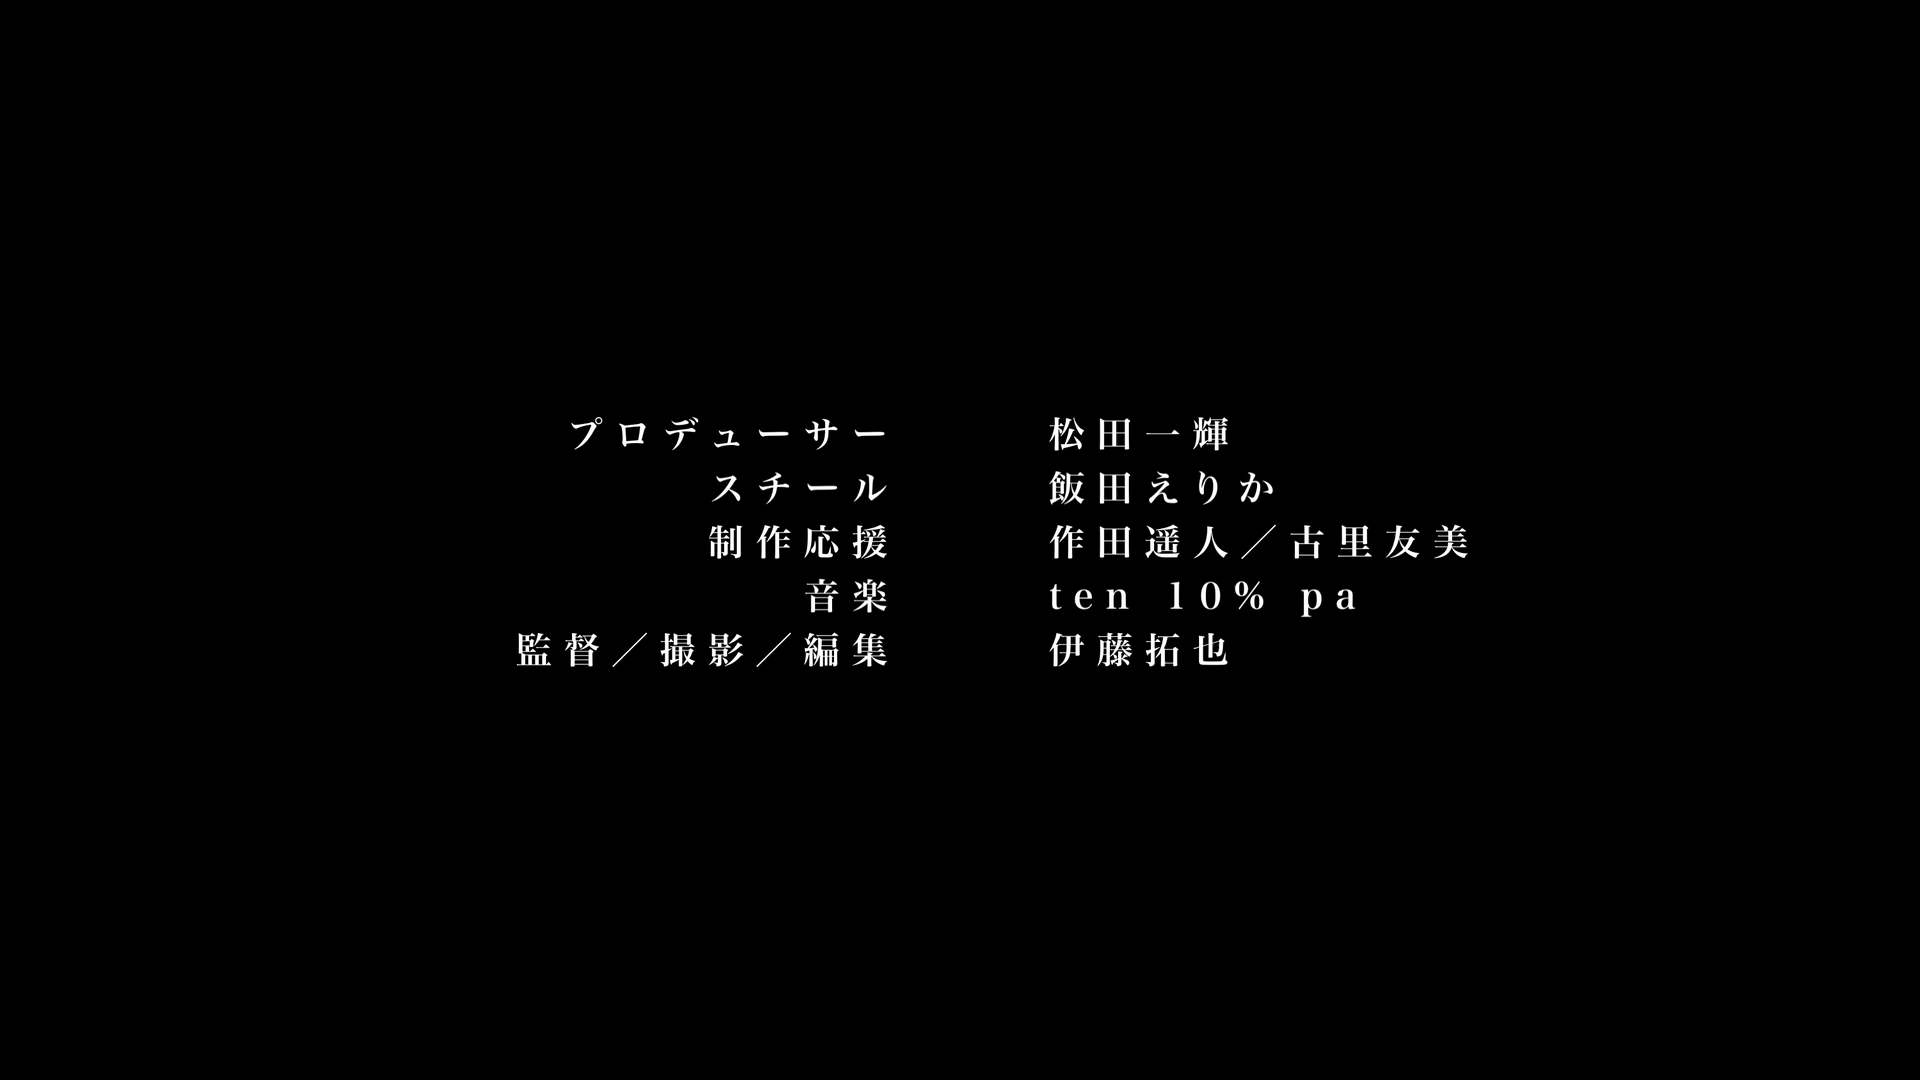 プロデューサー 松田一輝
スチール 飯田えりか
制作応援 作田遥人／古里友美
音楽 ten 10% pa
監督／撮影／編集 伊藤拓也